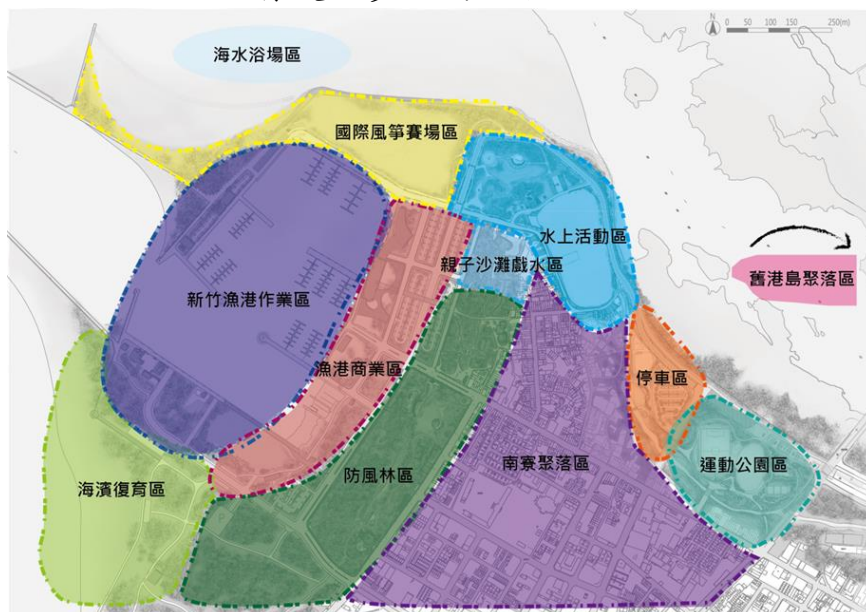 N
0 50 100 150 250(m)
海水浴場區
國際風箏賽場區
水上活動區
親子沙灘戲水區
舊港島聚落區
新竹漁港作業區
漁港商業區
停車區
運動公園區
南寮聚落區
防風林區
海濱復育區